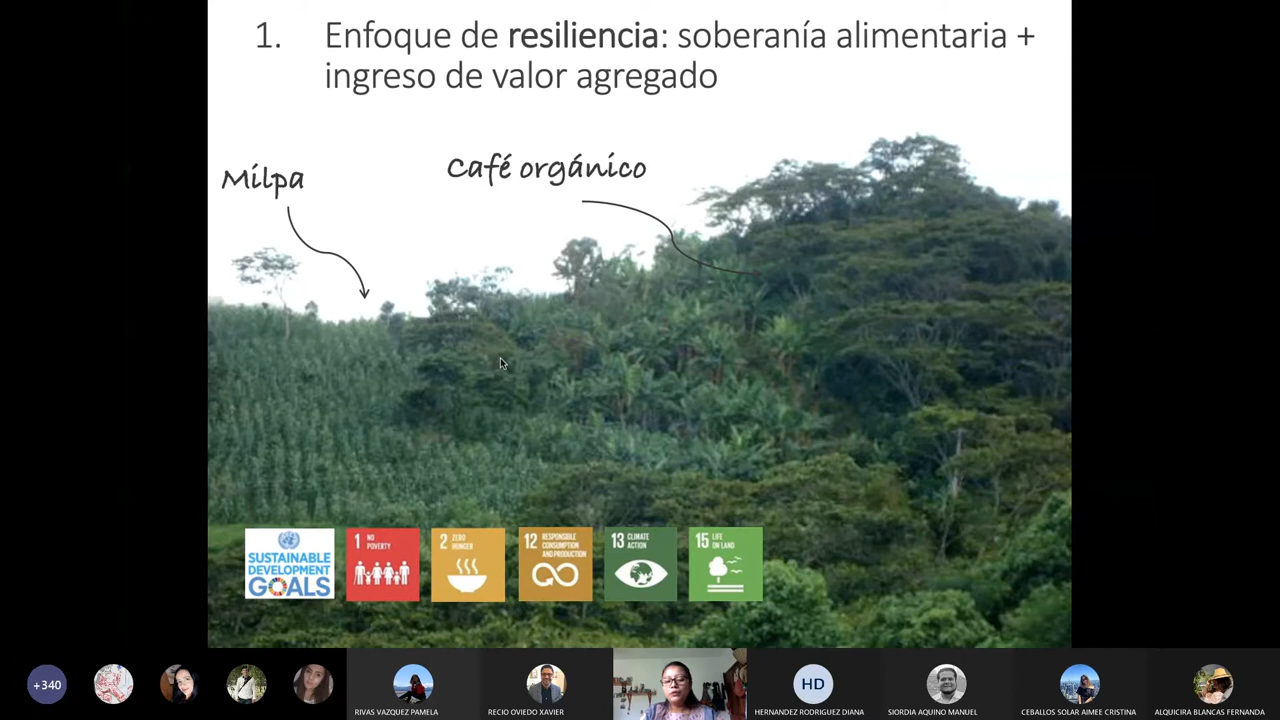 1. Enfoque de resiliencia: soberanía alimentaria +
ingreso de valor agregado
Milpa
Café orgánico
SUSTAINABLE
DEVELOPMENT
GOALS
1 NO
POVERTY
2 ZERO
HUNGER
12 RESPONSIBLE
CONSUMPTION
AND PRODUCTION
13 CLIMATE
ACTION
15 LIFE
ON LAND
+340
HD
RIVAS VAZQUEZ PAMELA
RECIO OVIEDO XAVIER
HERNANDEZ RODRIGUEZ DIANA
SIORDIA AQUINO MANUEL
CEBALLOS SOLAR AIMEE CRISTINA
ALQUICIRA BLANCAS FERNANDA